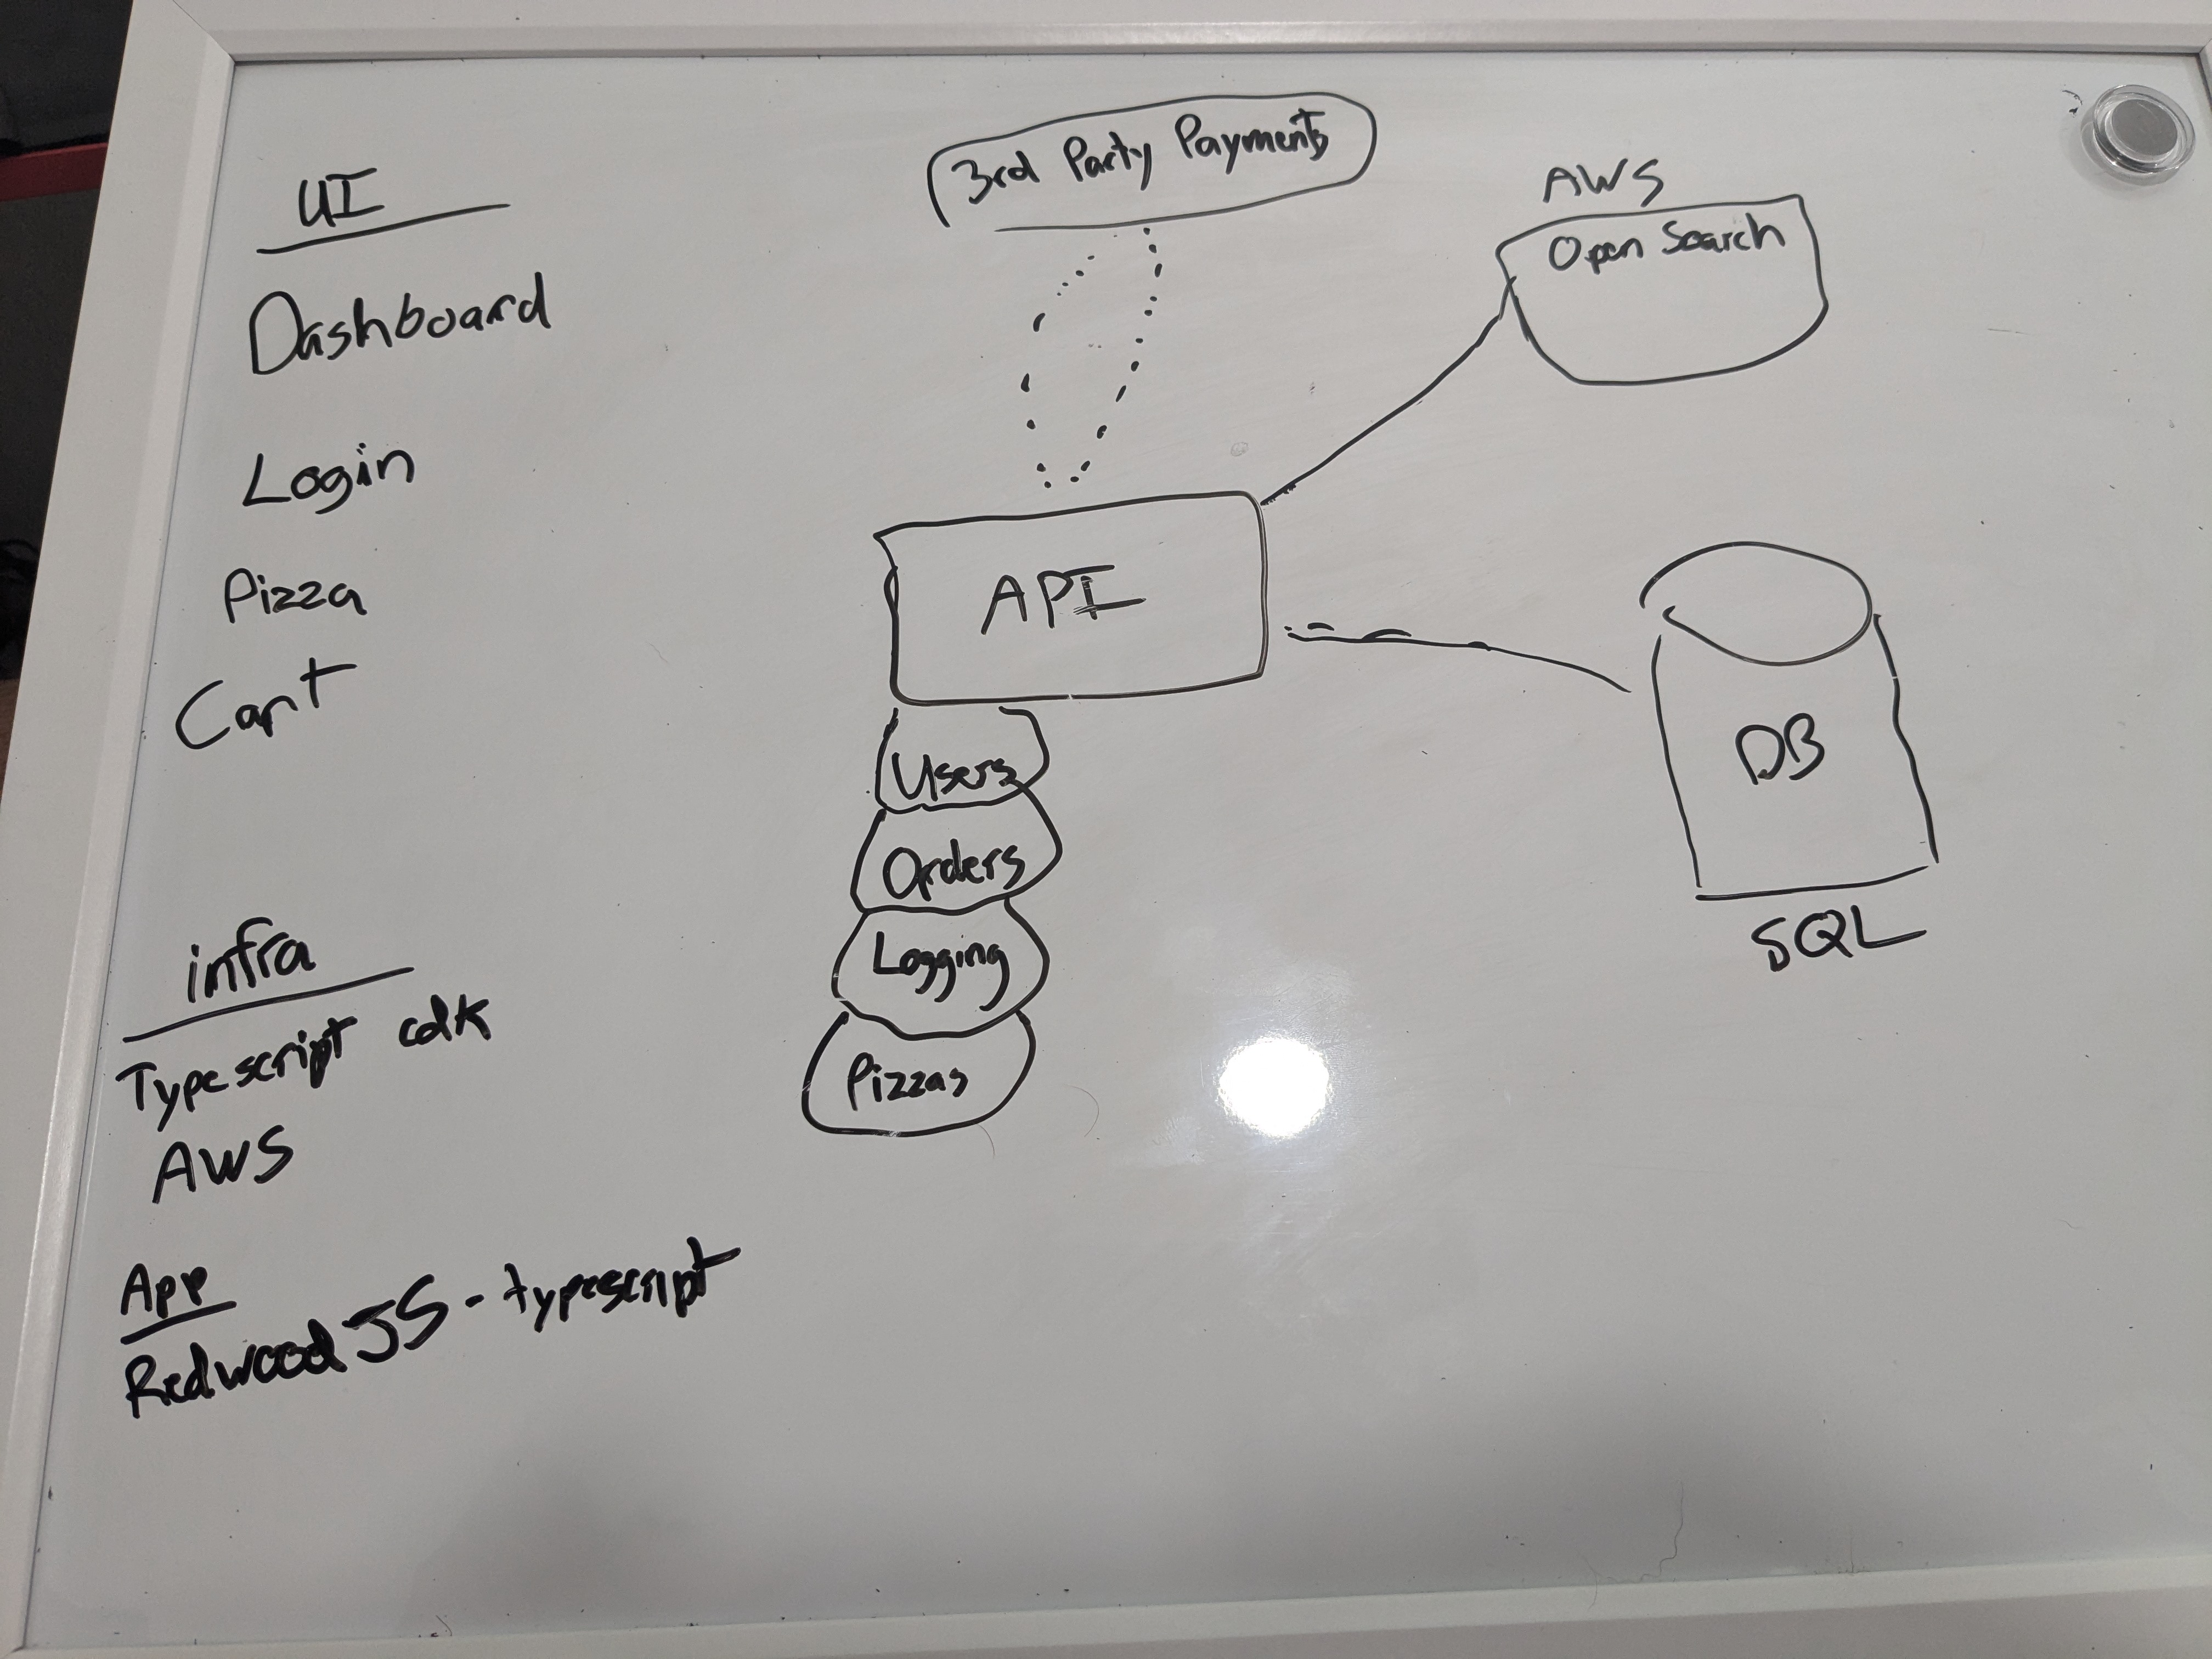 UI
Dashboard
Login
Pizza
Cart
infra
Typescript cdk
AWS
App
RedwoodJS - typescript
3rd Party Payments
API
Users
Orders
Logging
Pizzas
AWS
Open Search
DB
SQL